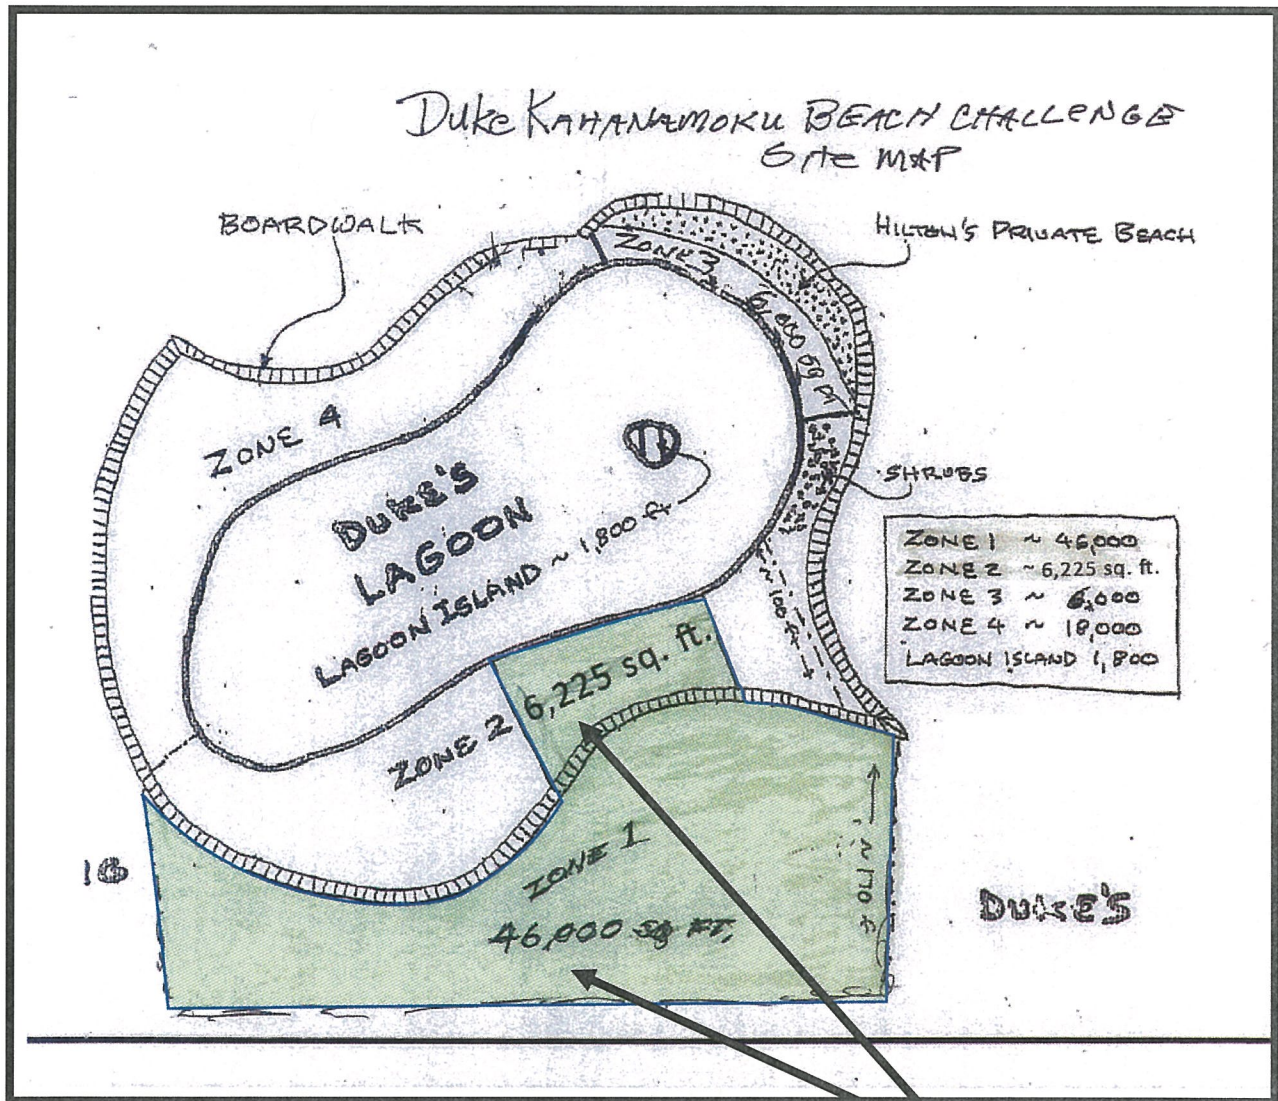 Duke KAHANAMOKU BEACH CHALLENGE
Site MAP
BOARDWALK
HILTON'S PRIVATE BEACH
ZONE 3
6,000 sq ft
ZONE 4
SHRUBS
DUKE'S
LAGOON
LAGOON ISLAND ~ 1,800 ft
ZONE 1 ~ 46,000
ZONE 2 ~ 6,225 sq. ft.
ZONE 3 ~ 6,000
ZONE 4 ~ 18,000
LAGOON ISLAND 1,800
~ 100 ft
6,225 sq. ft.
ZONE 2
ZONE 1
46,000 SQ FT.
~ 170 f
DUKE'S